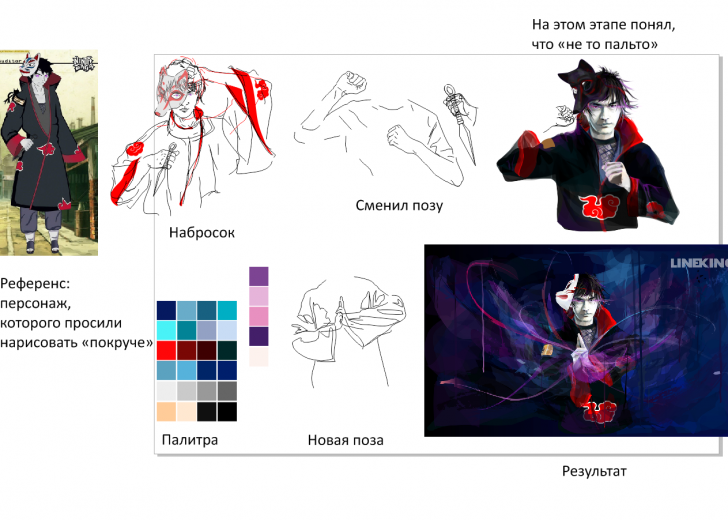 На этом этапе понял,
что «не то пальто»
Сменил позу
Набросок
Референс:
персонаж,
которого просили
нарисовать «покруче»
LINEKING
Палитра
Новая поза
Результат